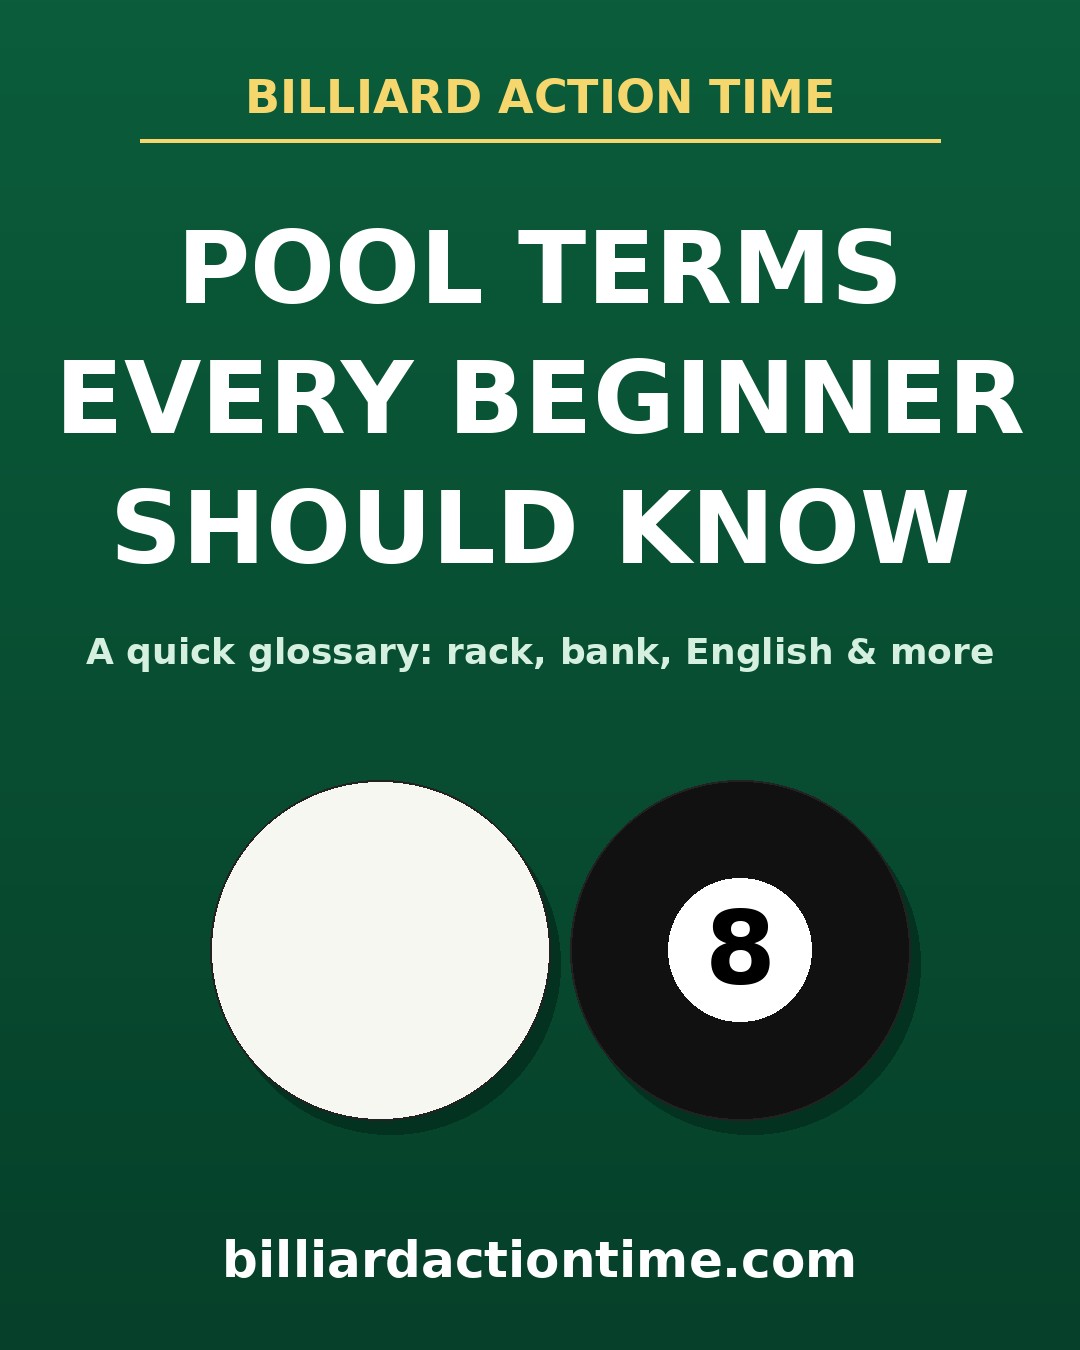 BILLIARD ACTION TIME
POOL TERMS
EVERY BEGINNER
SHOULD KNOW
A quick glossary: rack, bank, English & more
8
billiardactiontime.com